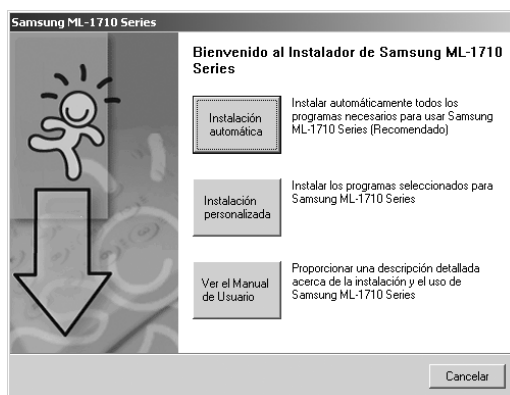 Samsung ML-1710 Series
Bienvenido al Instalador de Samsung ML-1710
Series
Instalación
automática
Instalar automáticamente todos los
programas necesarios para usar Samsung
ML-1710 Series (Recomendado)
Instalación
personalizada
Instalar los programas seleccionados para
Samsung ML-1710 Series
Ver el Manual
de Usuario
Proporcionar una descripción detallada
acerca de la instalación y el uso de
Samsung ML-1710 Series
Cancelar